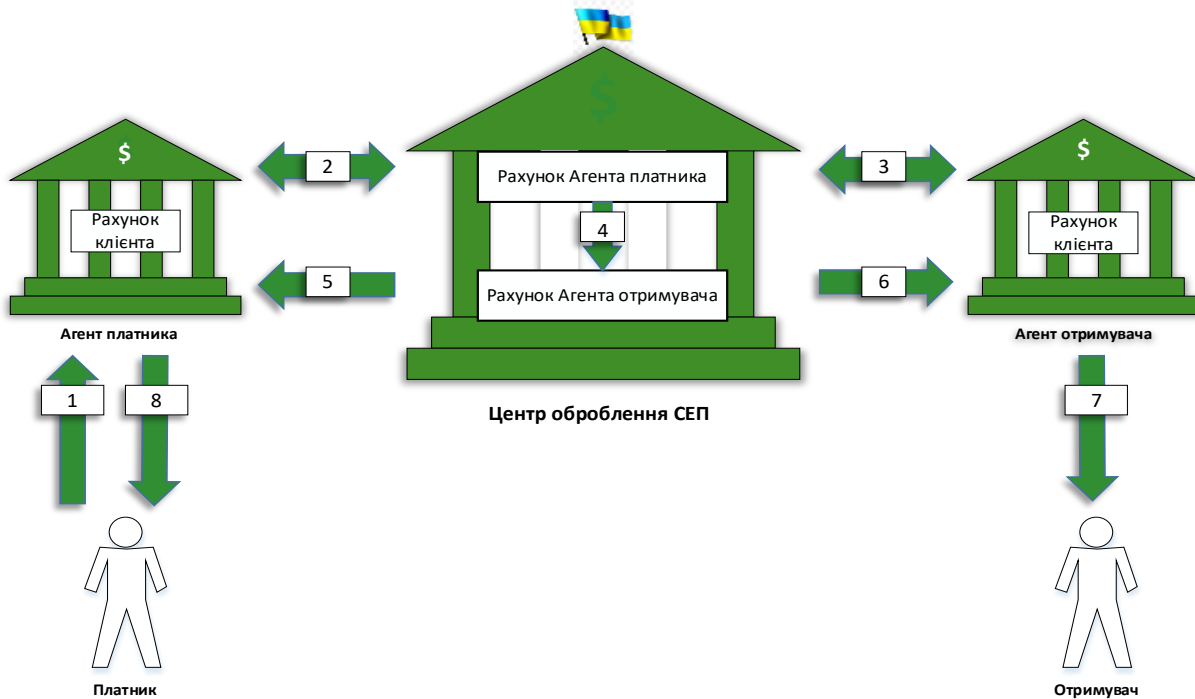 $
$
$
2
3
Рахунок Агента платника
Рахунок
клієнта
4
Рахунок
клієнта
5
Рахунок Агента отримувача
6
Агент платника
Агент отримувача
1
8
Центр оброблення СЕП
7
Платник
Отримувач